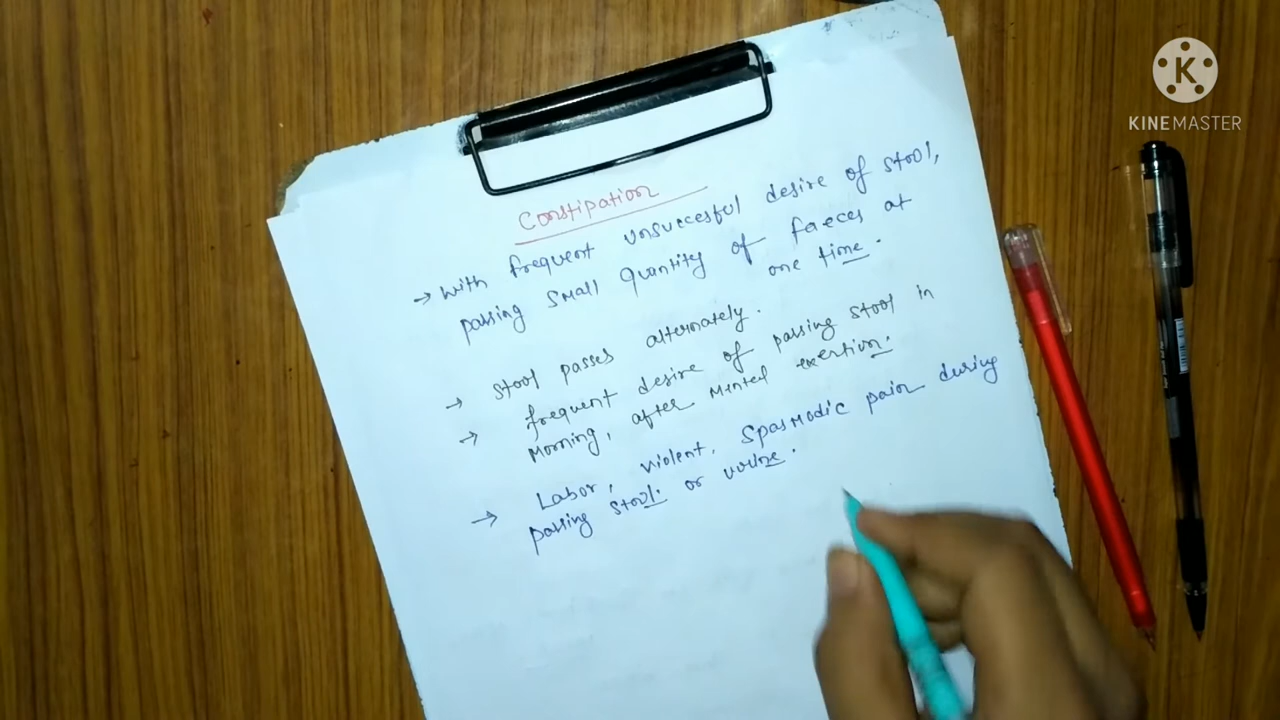 KINEMASTER
Constipation
→ With frequent unsuccesful desire of stool,
passing small quantity of faeces at
one time.
→ Stool passes alternately.
→ frequent desire of passing stool in
Morning, after Mental exertion.
→ Labor, violent, Spasmodic pain during
passing stool. or urine.